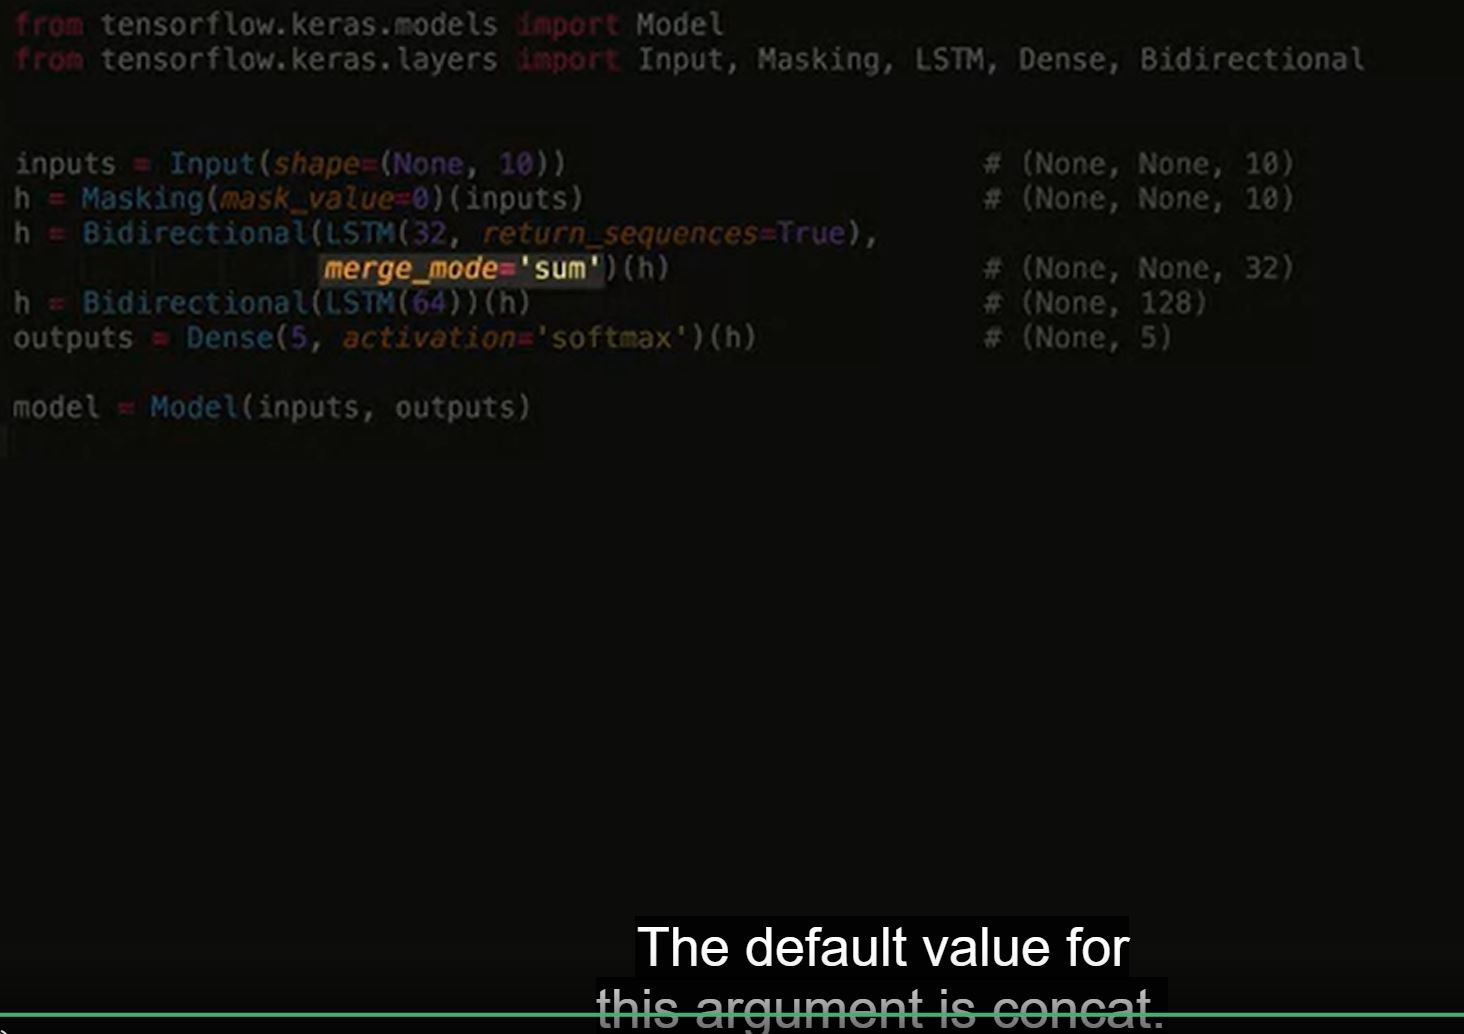 from tensorflow.keras.models import Model
from tensorflow.keras.layers import Input, Masking, LSTM, Dense, Bidirectional
inputs = Input(shape=(None, 10)) # (None, None, 10)
h = Masking(mask_value=0)(inputs) # (None, None, 10)
h = Bidirectional(LSTM(32, return_sequences=True),
merge_mode='sum')(h) # (None, None, 32)
h = Bidirectional(LSTM(64))(h) # (None, 128)
outputs = Dense(5, activation='softmax')(h) # (None, 5)
model = Model(inputs, outputs)
The default value for
this argument is concat.